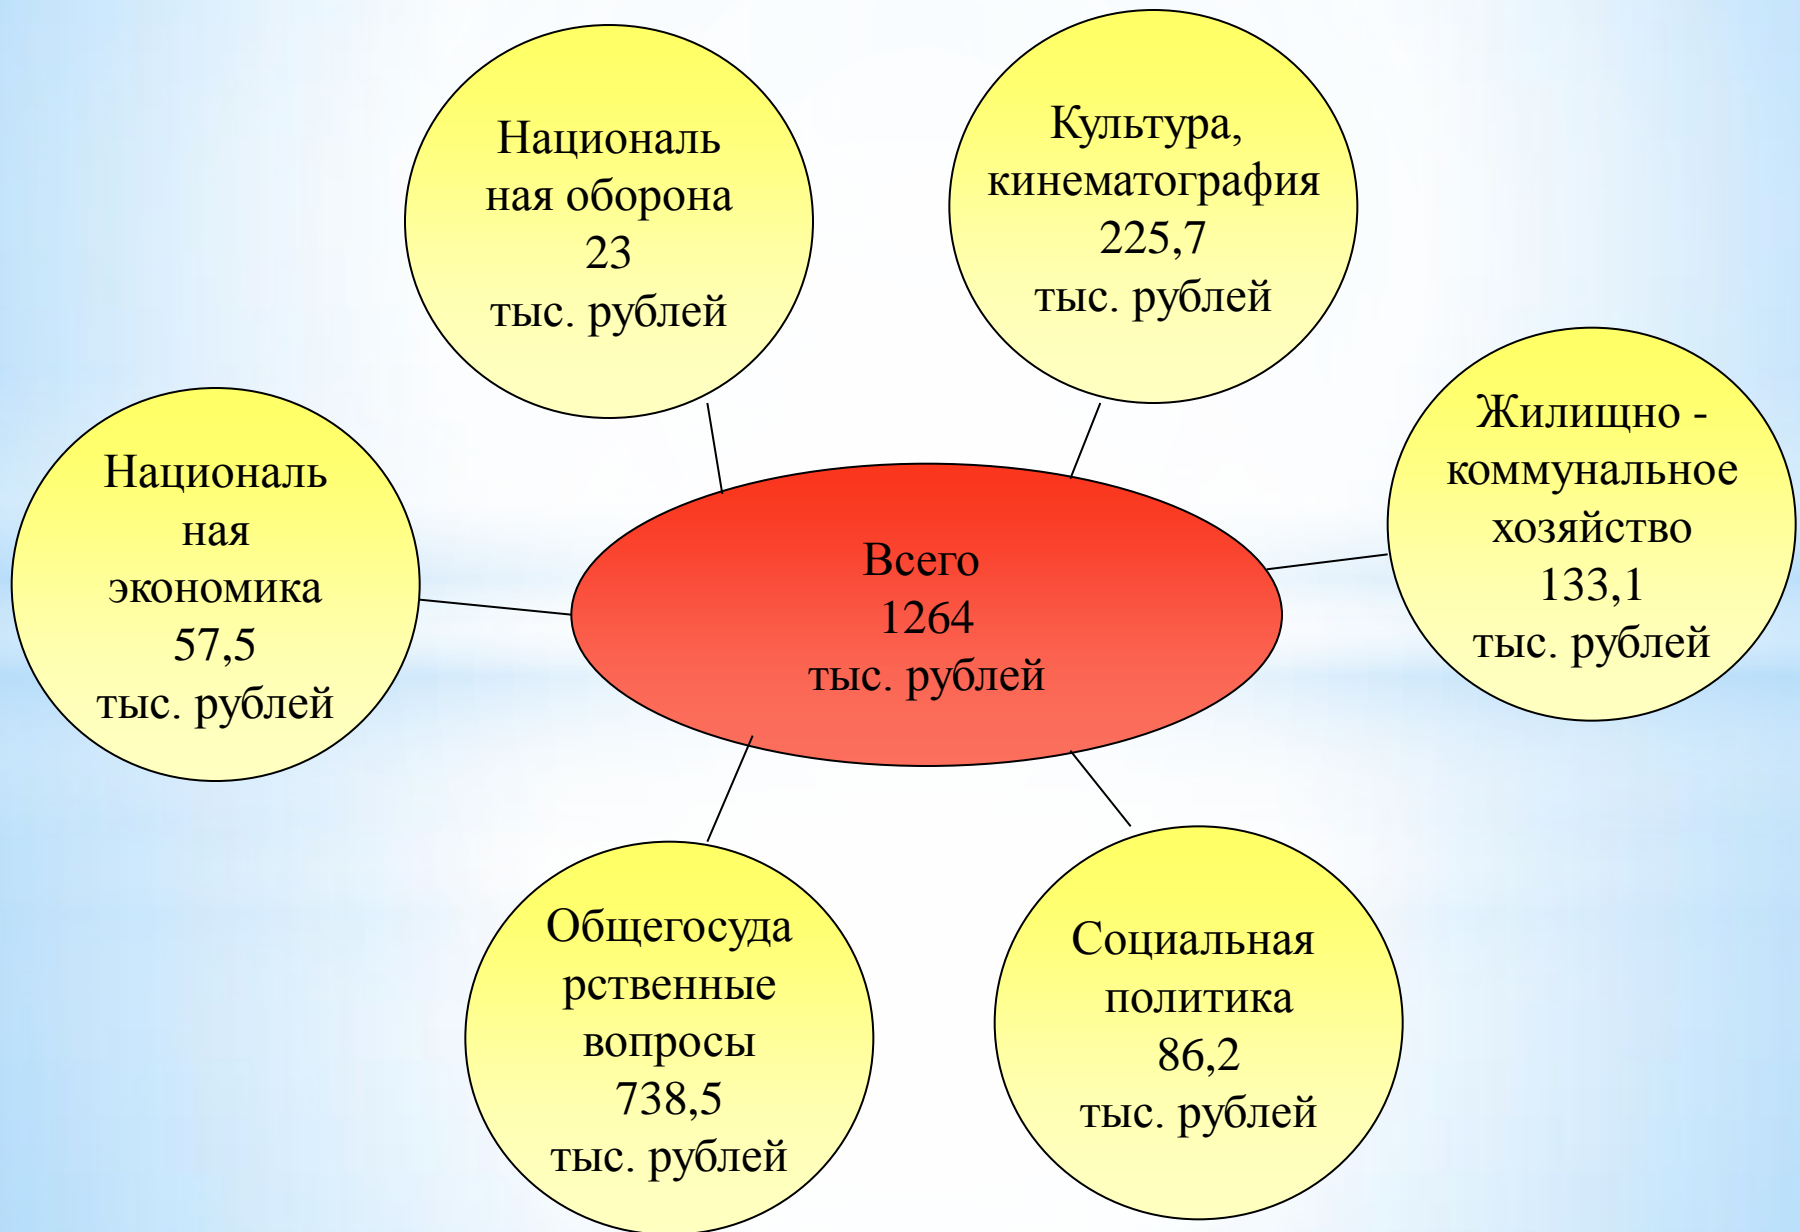 Националь
ная оборона
23
тыс. рублей
Культура,
кинематография
225,7
тыс. рублей
Националь
ная
экономика
57,5
тыс. рублей
Всего
1264
тыс. рублей
Жилищно -
коммунальное
хозяйство
133,1
тыс. рублей
Общегосуда
рственные
вопросы
738,5
тыс. рублей
Социальная
политика
86,2
тыс. рублей